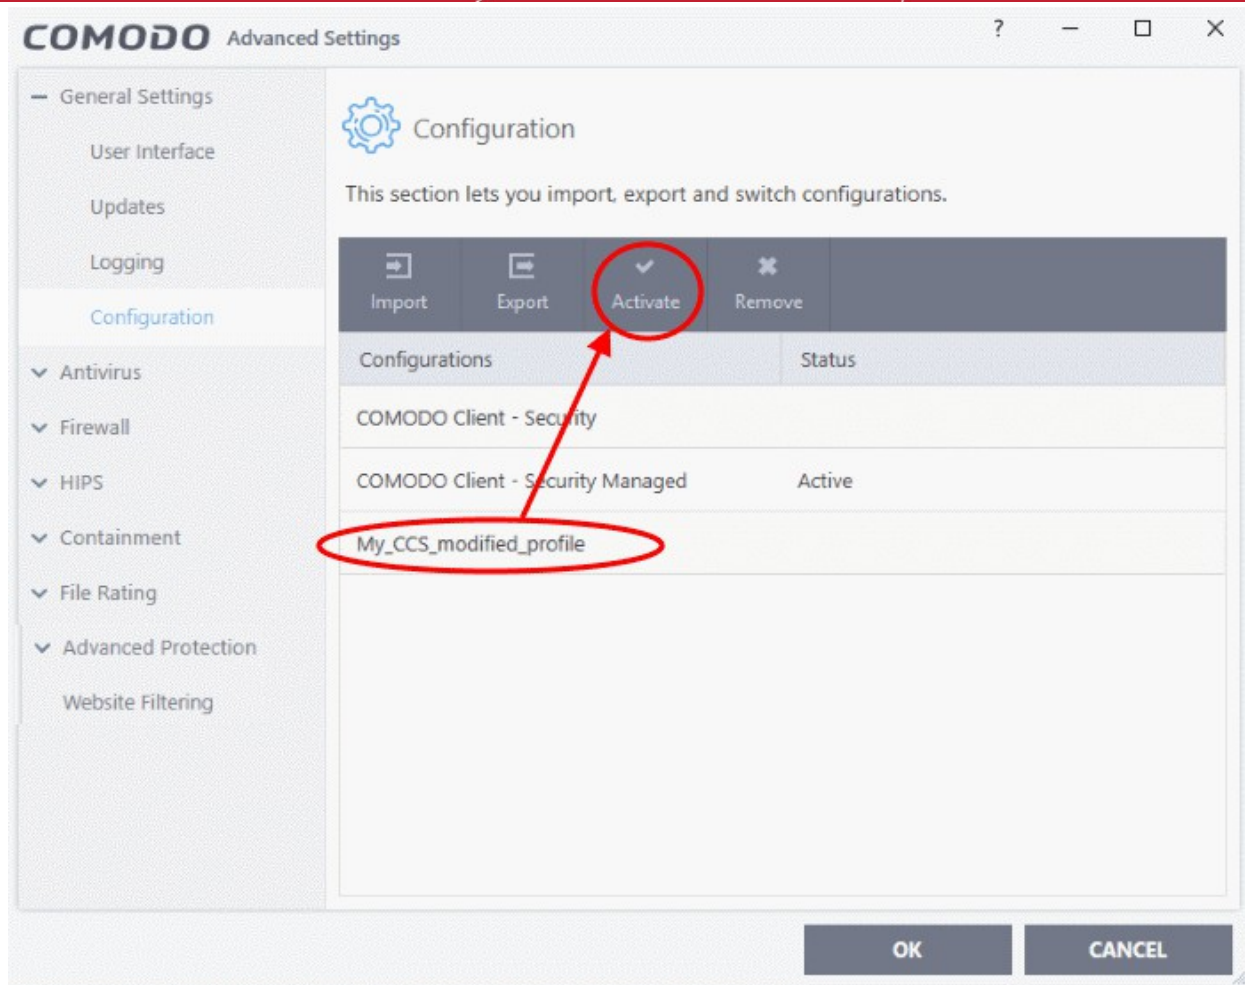 COMODO Advanced Settings ?
General Settings
User Interface
Updates
Logging
Configuration
Antivirus
Firewall
HIPS
Containment
File Rating
Advanced Protection
Website Filtering
Configuration
This section lets you import, export and switch configurations.
Import Export Activate Remove
Configurations Status
COMODO Client - Security
COMODO Client - Security Managed Active
My_CCS_modified_profile
OK CANCEL